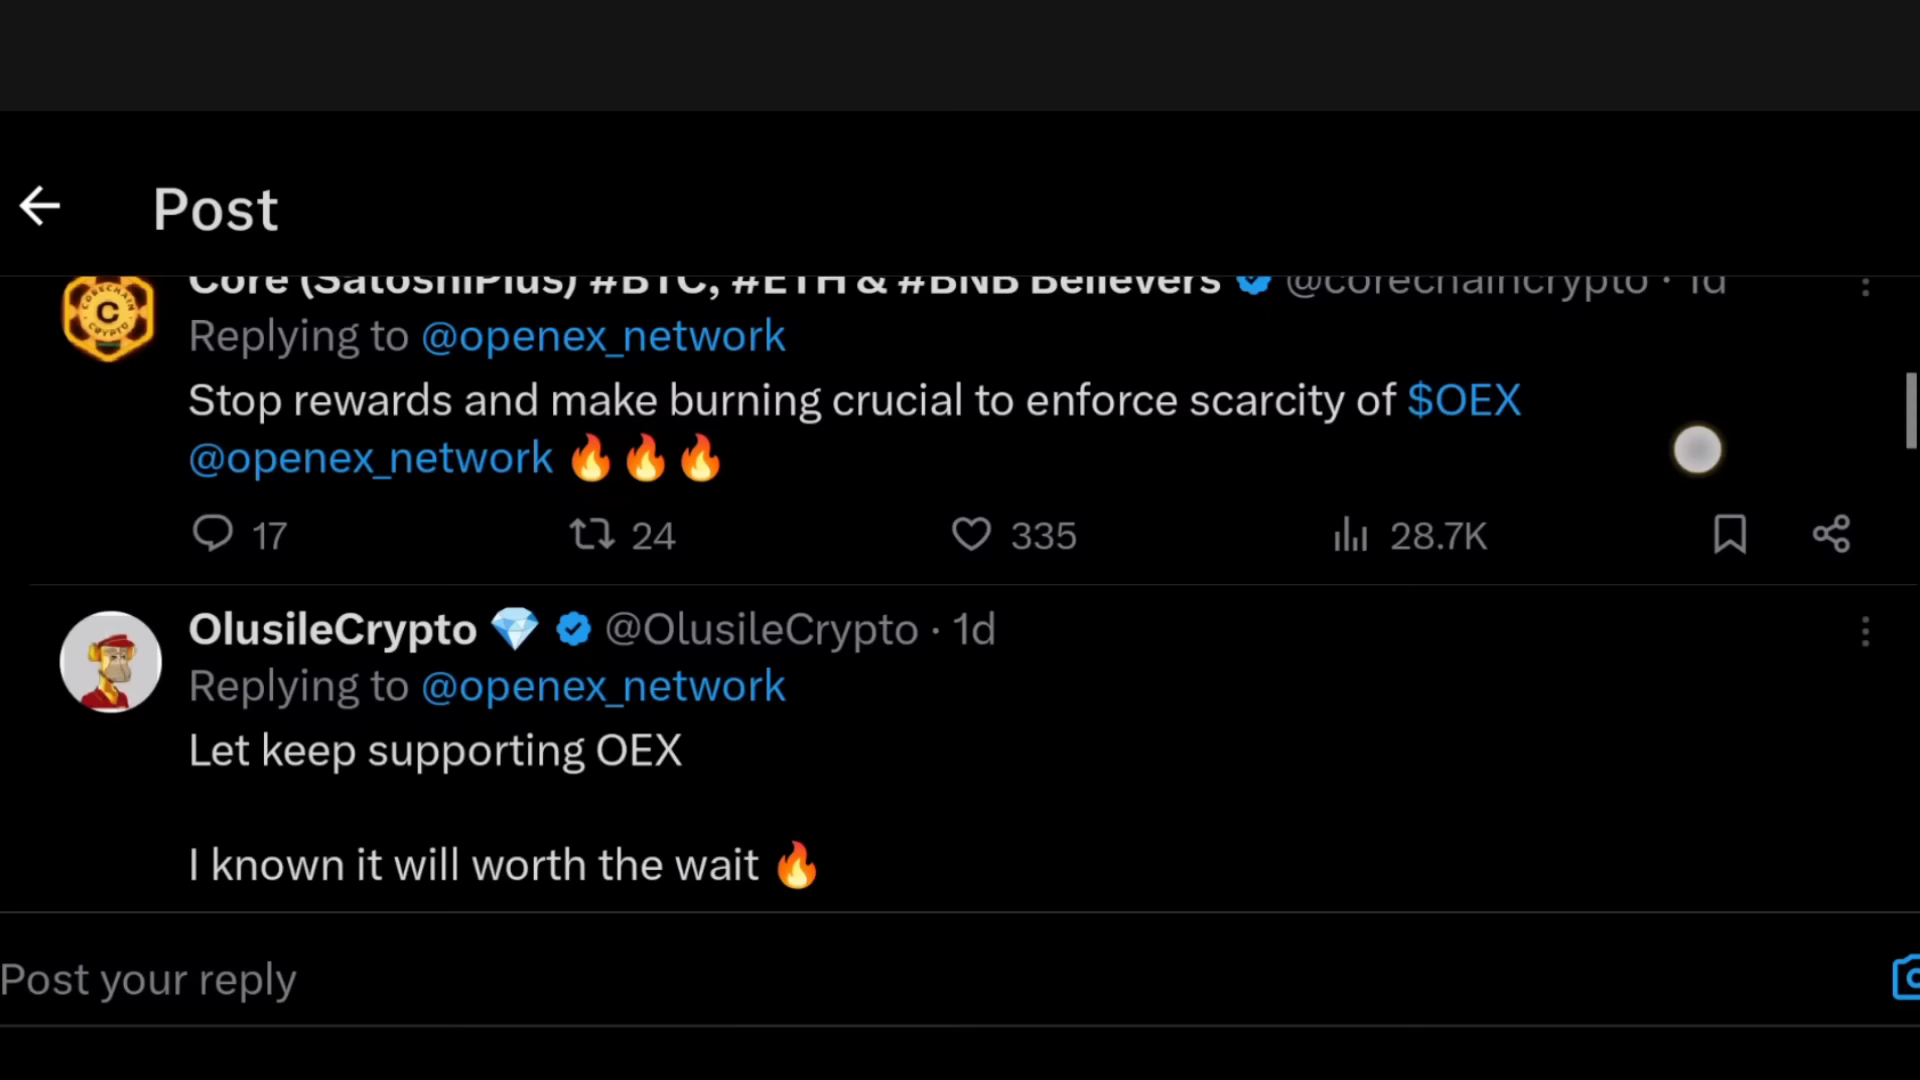 Post
Core (SatoshiPlus) #BTC, #ETH & #BNB Believers @corechaincrypto · 1d
Replying to @openex_network
Stop rewards and make burning crucial to enforce scarcity of $OEX
@openex_network 🔥🔥🔥
17 24 335 28.7K
OlusileCrypto 💎 @OlusileCrypto · 1d
Replying to @openex_network
Let keep supporting OEX
I known it will worth the wait 🔥
Post your reply